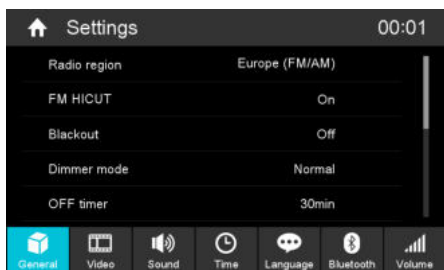 Settings 00:01
Radio region Europe (FM/AM)
FM HICUT On
Blackout Off
Dimmer mode Normal
OFF timer 30min
General Video Sound Time Language Bluetooth Volume